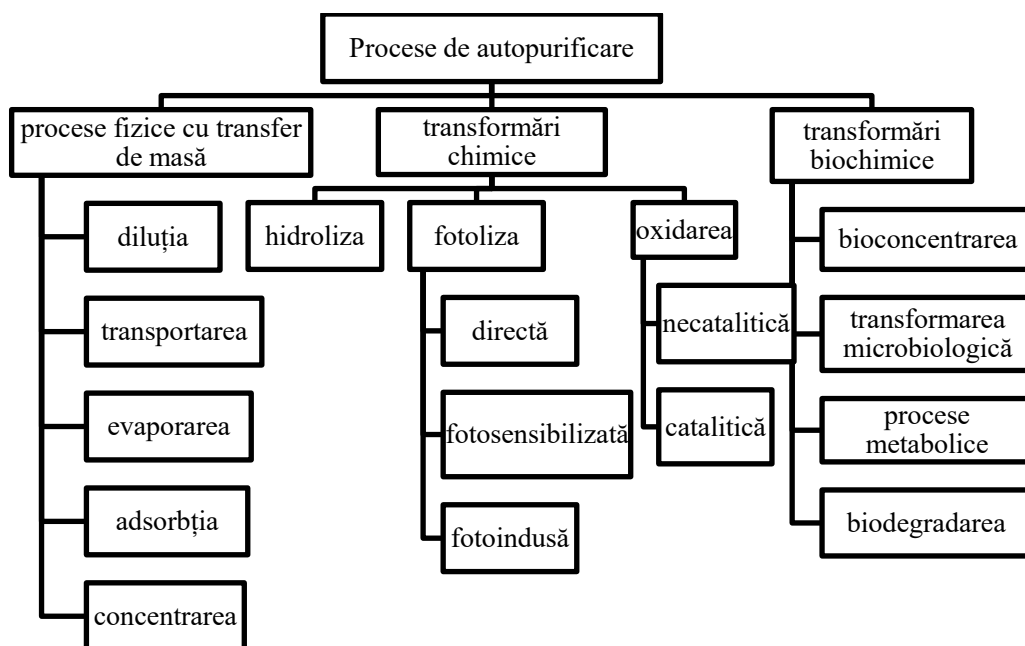 Procese de autopurificare
procese fizice cu transfer
de masă
transformări
chimice
transformări
biochimice
diluția
transportarea
evaporarea
adsorbția
concentrarea
hidroliza
fotoliza
directă
fotosensibilizată
fotoindusă
oxidarea
necatalitică
catalitică
bioconcentrarea
transformarea
microbiologică
procese
metabolice
biodegradarea